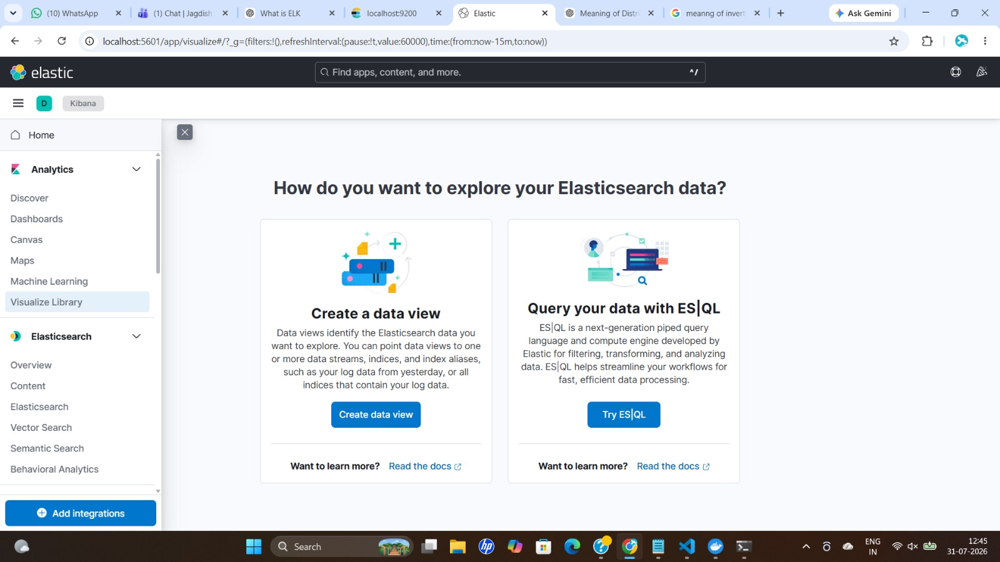 (10) WhatsApp
(1) Chat | Jagdish
What is ELK
localhost:9200
Elastic
Meaning of Distri
meanng of invert
Ask Gemini
localhost:5601/app/visualize#/?_g=(filters:!(),refreshInterval:(pause:!t,value:60000),time:(from:now-15m,to:now))
elastic
Find apps, content, and more.
^/
D
Kibana
Home
Analytics
Discover
Dashboards
Canvas
Maps
Machine Learning
Visualize Library
Elasticsearch
Overview
Content
Elasticsearch
Vector Search
Semantic Search
Behavioral Analytics
Add integrations
How do you want to explore your Elasticsearch data?
Create a data view
Data views identify the Elasticsearch data you
want to explore. You can point data views to one
or more data streams, indices, and index aliases,
such as your log data from yesterday, or all
indices that contain your log data.
Create data view
Want to learn more? Read the docs
Query your data with ES|QL
ES|QL is a next-generation piped query
language and compute engine developed by
Elastic for filtering, transforming, and analyzing
data. ES|QL helps streamline your workflows for
fast, efficient data processing.
Try ES|QL
Want to learn more? Read the docs
Search
hp
ENG
IN
12:45
31-07-2026